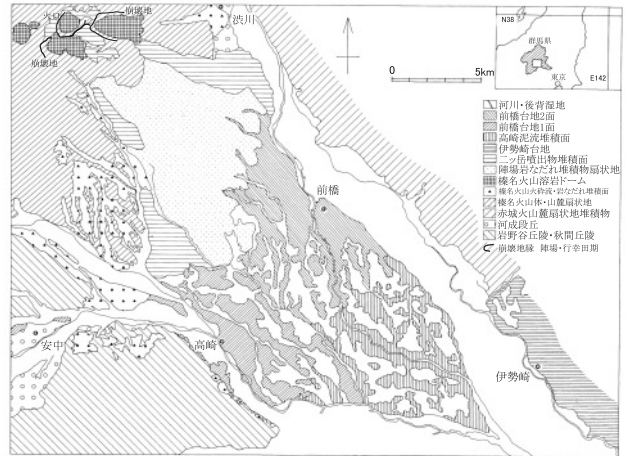 火口
崩壊地
崩壊地
渋川
N38
群馬県
東京
E142
0 5km
河川・後背湿地
前橋台地2面
前橋台地1面
高崎泥流堆積面
伊勢崎台地
二ッ岳噴出物堆積面
陣場岩なだれ堆積物扇状地
榛名火山溶岩ドーム
榛名火山火砕流・岩なだれ堆積面
榛名火山体・山麓扇状地
赤城火山麓扇状地堆積物
河成段丘
岩野谷丘陵・秋間丘陵
崩壊地縁 陣場・行幸田期
前橋
安中
高崎
伊勢崎